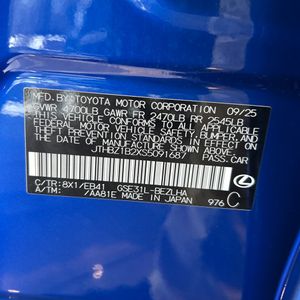 MFD. BY: TOYOTA MOTOR CORPORATION 09/25
GVWR 4700LB GAWR FR 2470LB RR 2545LB
THIS VEHICLE CONFORMS TO ALL APPLICABLE
FEDERAL MOTOR VEHICLE SAFETY, BUMPER,
AND THEFT PREVENTION STANDARDS IN EFFECT
ON THE DATE OF MANUFACTURE SHOWN ABOVE.
JTHBZ1B2XS5091687 PASS. CAR
C/TR: 8X1/EB41 GSE31L-BEZLHA
A/TM: /AA81E MADE IN JAPAN
976 C